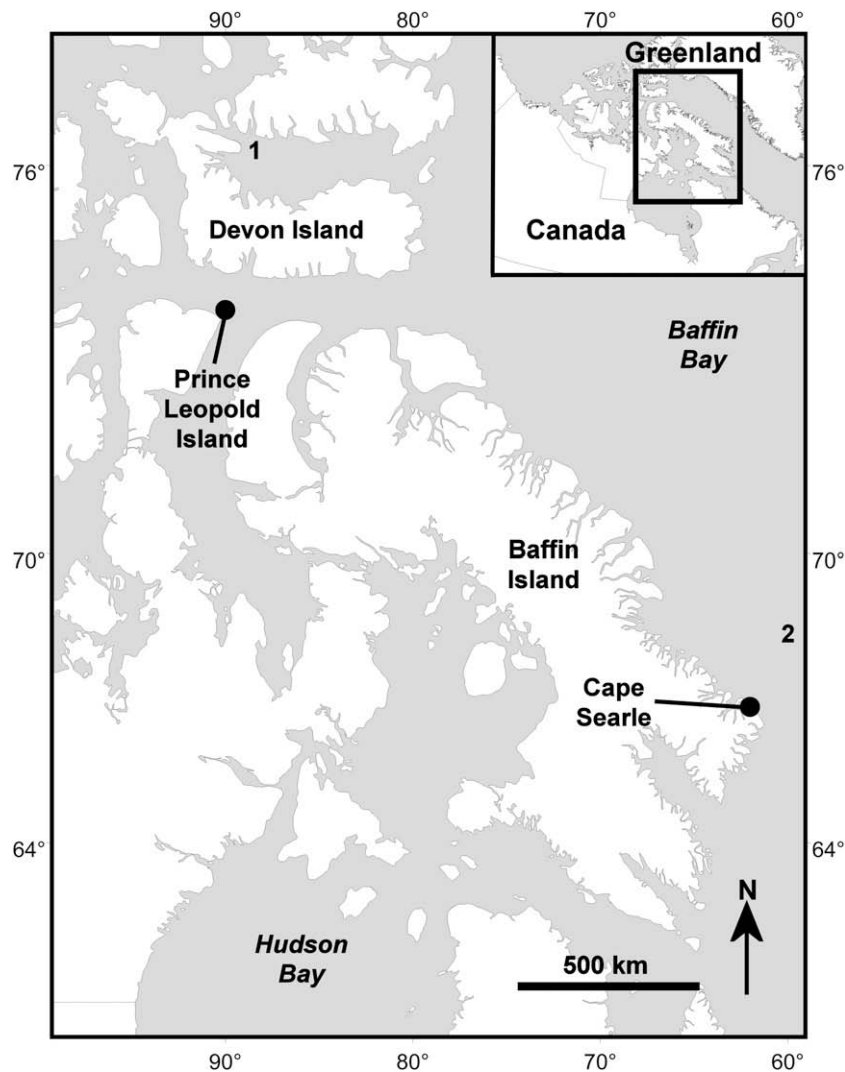 90° 80° 70° 60°
Greenland
Canada
76° 76°
1
Devon Island
Baffin
Bay
Prince
Leopold
Island
70° 70°
Baffin
Island
2
Cape
Searle
64° 64°
N
Hudson
Bay
500 km
90° 80° 70° 60°